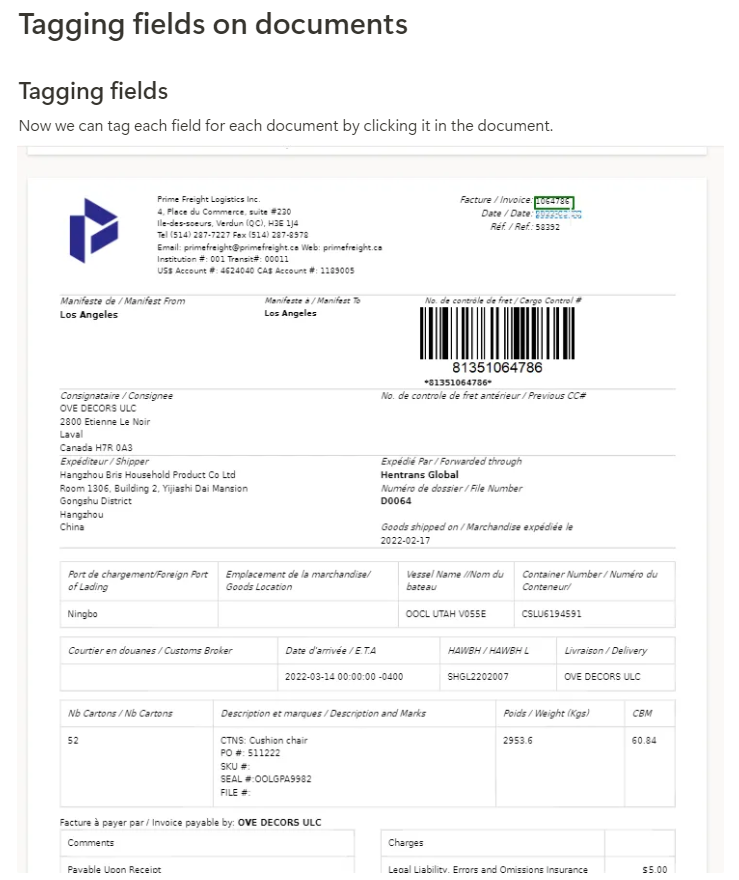 Tagging fields on documents
Tagging fields
Now we can tag each field for each document by clicking it in the document.
Prime Freight Logistics Inc.
4, Place du Commerce, suite #230
Ile-des-soeurs, Verdun (QC), H3E 1J4
Tel (514) 287-7227 Fax (514) 287-8978
Email: primefreight@primefreight.ca Web: primefreight.ca
Institution #: 001 Transit#: 00011
US$ Account #: 4624040 CA$ Account #: 1189005
Facture / Invoice: 1064786
Date / Date:
Réf. / Ref.: 58392
Manifeste de / Manifest From
Los Angeles
Manifeste à / Manifest To
Los Angeles
No. de contrôle de fret / Cargo Control #
81351064786
*81351064786*
Consignataire / Consignee
OVE DECORS ULC
2800 Etienne Le Noir
Laval
Canada H7R 0A3
No. de controle de fret antérieur / Previous CC#
Expéditeur / Shipper
Hangzhou Bris Household Product Co Ltd
Room 1306, Building 2, Yijiashi Dai Mansion
Gongshu District
Hangzhou
China
Expédié Par / Forwarded through
Hentrans Global
Numéro de dossier / File Number
D0064
Goods shipped on / Marchandise expédiée le
2022-02-17
Port de chargement/Foreign Port of Lading
Emplacement de la marchandise/ Goods Location
Vessel Name //Nom du bateau
Container Number / Numéro du Conteneur/
Ningbo
OOCL UTAH V055E
CSLU6194591
Courtier en douanes / Customs Broker
Date d'arrivée / E.T.A
HAWBH / HAWBH L
Livraison / Delivery
2022-03-14 00:00:00 -0400
SHGL2202007
OVE DECORS ULC
Nb Cartons / Nb Cartons
Description et marques / Description and Marks
Poids / Weight (Kgs)
CBM
52
CTNS: Cushion chair
PO #: 511222
SKU #:
SEAL #:OOLGPA9982
FILE #:
2953.6
60.84
Facture à payer par / Invoice payable by: OVE DECORS ULC
Comments
Charges
Payable Upon Receipt
Legal Liability, Errors and Omissions Insurance
$5.00